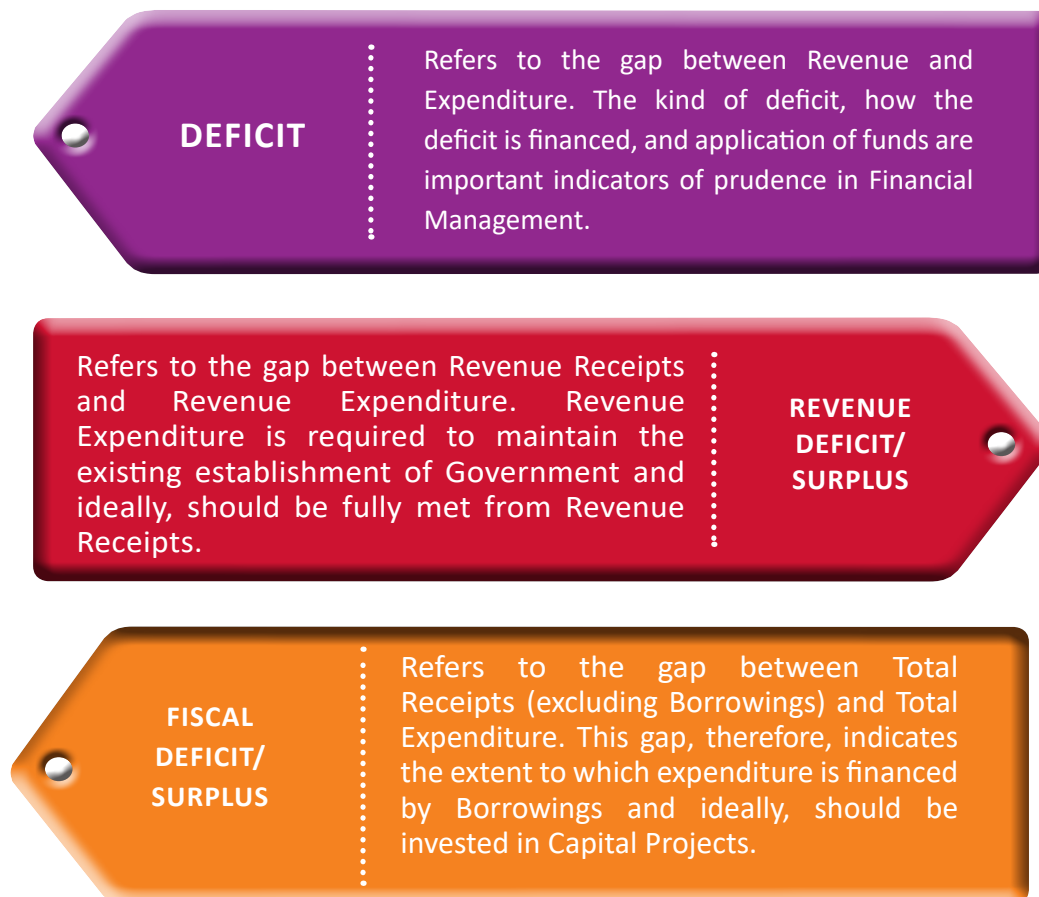 DEFICIT
Refers to the gap between Revenue and
Expenditure. The kind of deficit, how the
deficit is financed, and application of funds are
important indicators of prudence in Financial
Management.
Refers to the gap between Revenue Receipts
and Revenue Expenditure. Revenue
Expenditure is required to maintain the
existing establishment of Government and
ideally, should be fully met from Revenue
Receipts.
REVENUE
DEFICIT/
SURPLUS
FISCAL
DEFICIT/
SURPLUS
Refers to the gap between Total
Receipts (excluding Borrowings) and Total
Expenditure. This gap, therefore, indicates
the extent to which expenditure is financed
by Borrowings and ideally, should be
invested in Capital Projects.